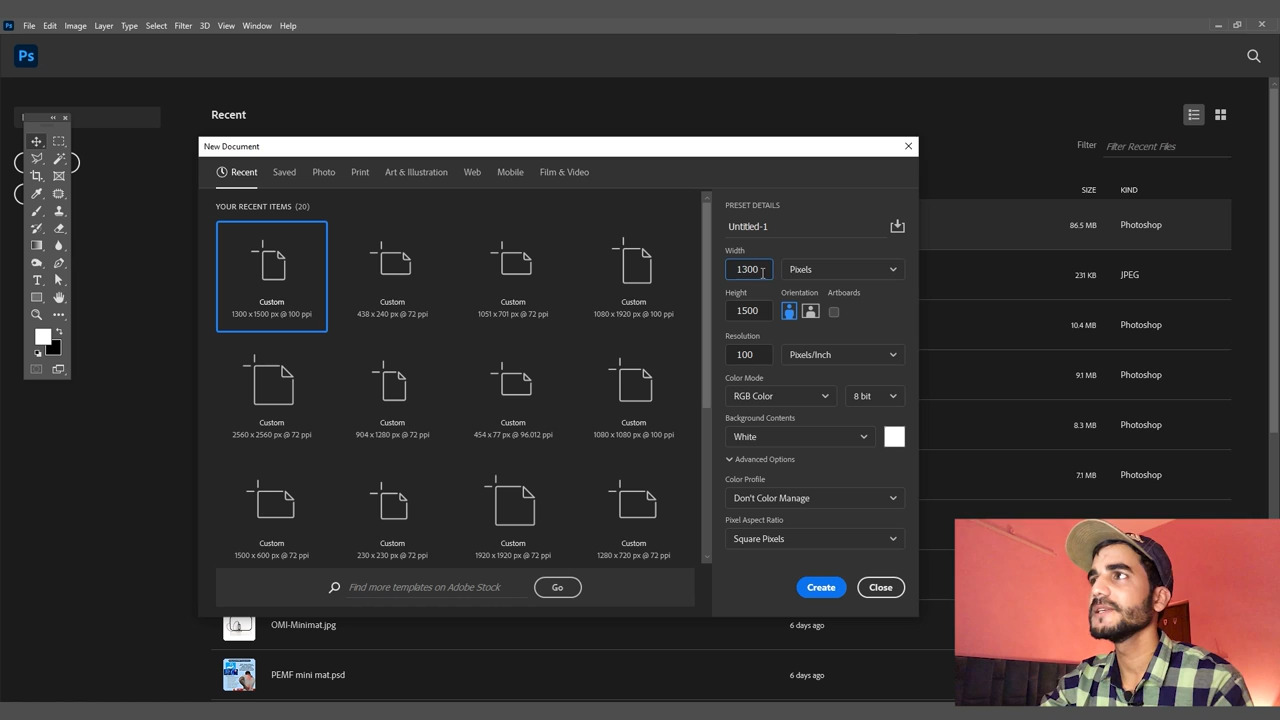 Ps File Edit Image Layer Type Select Filter 3D View Window Help
Ps
Recent
Filter Filter Recent Files
SIZE KIND
86.5 MB Photoshop
231 KB JPEG
10.4 MB Photoshop
9.1 MB Photoshop
8.3 MB Photoshop
7.1 MB Photoshop
New Document
Recent Saved Photo Print Art & Illustration Web Mobile Film & Video
YOUR RECENT ITEMS (20)
Custom Custom Custom Custom
1300 x 1500 px @ 100 ppi 438 x 240 px @ 72 ppi 1051 x 701 px @ 72 ppi 1080 x 1920 px @ 100 ppi
Custom Custom Custom Custom
2560 x 2560 px @ 72 ppi 904 x 1280 px @ 72 ppi 454 x 77 px @ 96.012 ppi 1080 x 1080 px @ 100 ppi
Custom Custom Custom Custom
1500 x 600 px @ 72 ppi 230 x 230 px @ 72 ppi 1920 x 1920 px @ 72 ppi 1280 x 720 px @ 72 ppi
Find more templates on Adobe Stock Go
PRESET DETAILS
Untitled-1
Width
1300 Pixels
Height Orientation Artboards
1500
Resolution
100 Pixels/Inch
Color Mode
RGB Color 8 bit
Background Contents
White
Advanced Options
Color Profile
Don't Color Manage
Pixel Aspect Ratio
Square Pixels
Create Close
OMI-Minimat.jpg 6 days ago
PEMF mini mat.psd 6 days ago